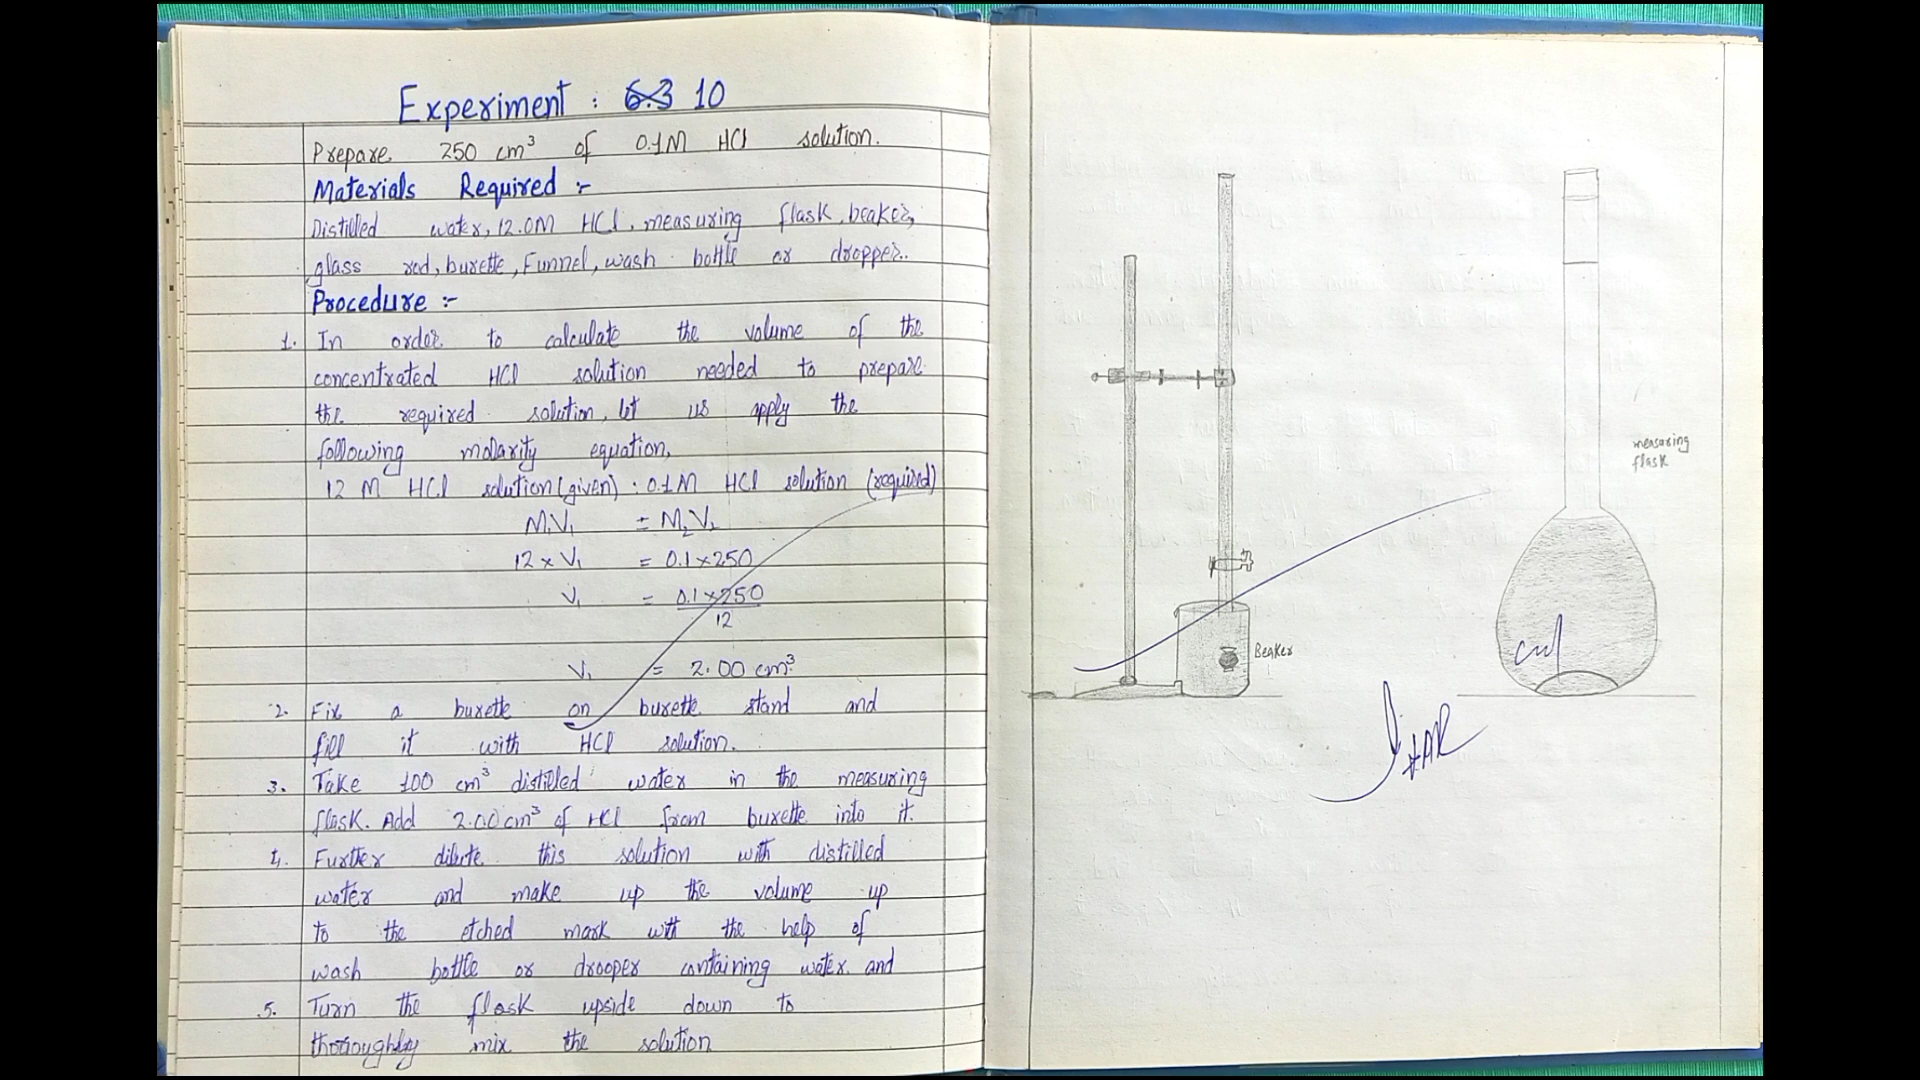 Experiment : 6.3 10
Prepare 250 cm³ of 0.1M HCl solution.
Materials Required :-
Distilled water, 12.0M HCl, measuring flask, beaker,
glass rod, burette, Funnel, wash bottle or dropper.
Procedure :-
1. In order to calculate the volume of the
concentrated HCl solution needed to prepare
the required solution, let us apply the
following molarity equation,
12 M HCl solution (given) : 0.1M HCl solution (required)
M₁V₁ = M₂V₂
12 × V₁ = 0.1 × 250
V₁ = 0.1 × 250
12
V₁ = 2.00 cm³
2. Fix a burette on burette stand and
fill it with HCl solution.
3. Take 100 cm³ distilled water in the measuring
flask. Add 2.00 cm³ of HCl from burette into it.
4. Further dilute this solution with distilled
water and make up the volume up
to the etched mark with the help of
wash bottle or drooper containing water and
5. Turn the flask upside down to
thoroughly mix the solution
measuring
flask
Beaker